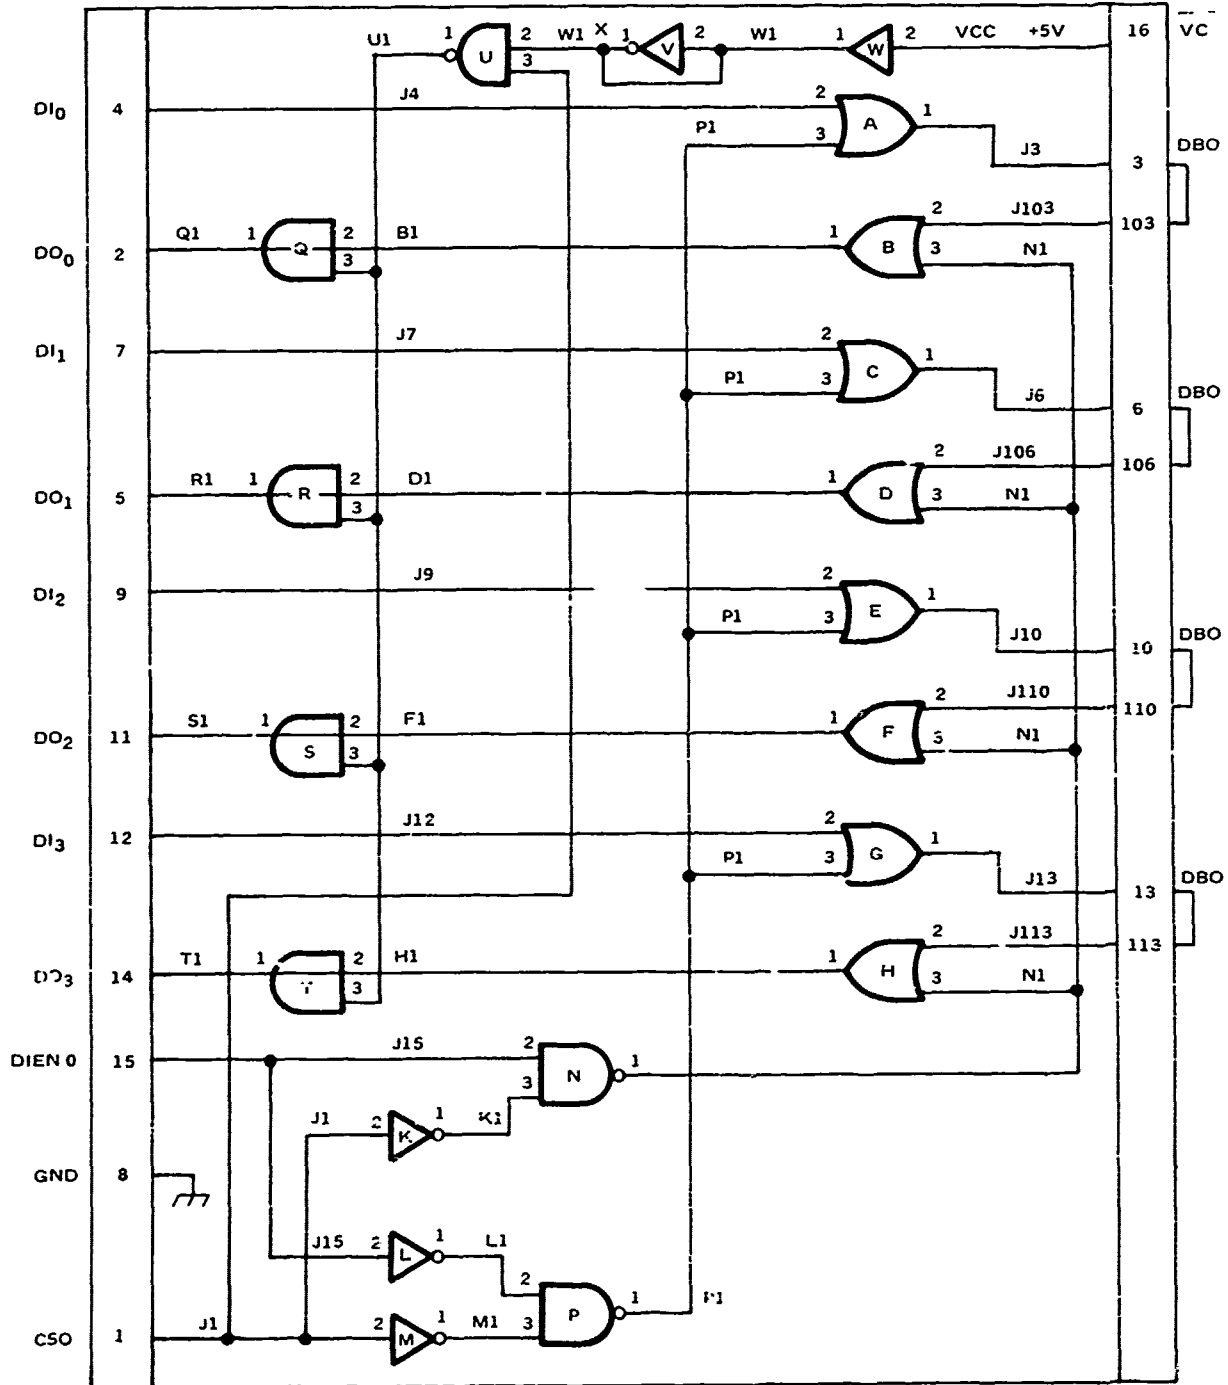 U1 1 U 2 W1 X 1 V 2 W1 1 W 2 VCC +5V 16 VC
3
DI0 4 J4 2 A 1
P1 3 J3 3 DBO
Q1 1 Q 2 B1 1 B 2 J103 103
DO0 2 3 3 N1
DI1 7 J7 2 C 1
P1 3 J6 6 DBO
R1 1 R 2 D1 1 D 2 J106 106
DO1 5 3 3 N1
DI2 9 J9 2 E 1
P1 3 J10 10 DBO
S1 1 S 2 F1 1 F 2 J110 110
DO2 11 3 3 N1
DI3 12 J12 2 G 1
P1 3 J13 13 DBO
T1 1 T 2 H1 1 H 2 J113 113
DO3 14 3 3 N1
DIEN 0 15 J15 2 N 1
3
J1 2 K 1 K1
GND 8
J15 2 L 1 L1
2 P 1 P1
CSO 1 J1 2 M 1 M1 3